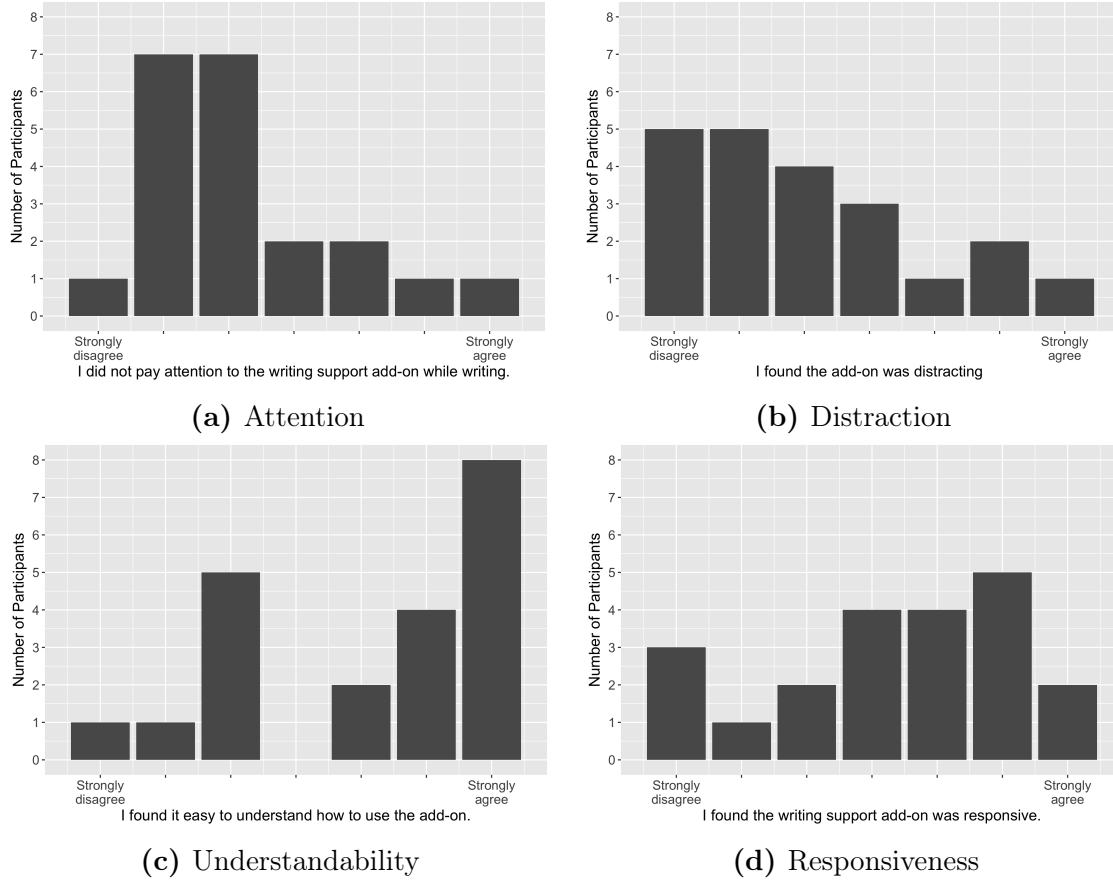 8
7
6
5
4
3
2
1
0
Number of Participants
Strongly
disagree
Strongly
agree
I did not pay attention to the writing support add-on while writing.
(a) Attention
8
7
6
5
4
3
2
1
0
Number of Participants
Strongly
disagree
Strongly
agree
I found the add-on was distracting
(b) Distraction
8
7
6
5
4
3
2
1
0
Number of Participants
Strongly
disagree
Strongly
agree
I found it easy to understand how to use the add-on.
(c) Understandability
8
7
6
5
4
3
2
1
0
Number of Participants
Strongly
disagree
Strongly
agree
I found the writing support add-on was responsive.
(d) Responsiveness